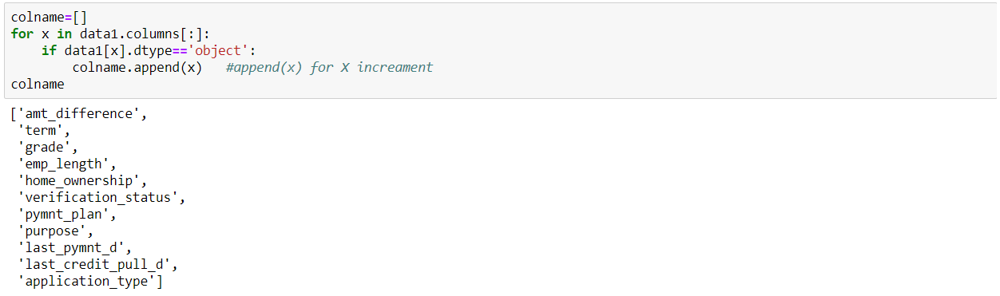 colname=[]
for x in data1.columns[:]:
    if data1[x].dtype=='object':
        colname.append(x)   #append(x) for X increament
colname
['amt_difference',
 'term',
 'grade',
 'emp_length',
 'home_ownership',
 'verification_status',
 'pymnt_plan',
 'purpose',
 'last_pymnt_d',
 'last_credit_pull_d',
 'application_type']